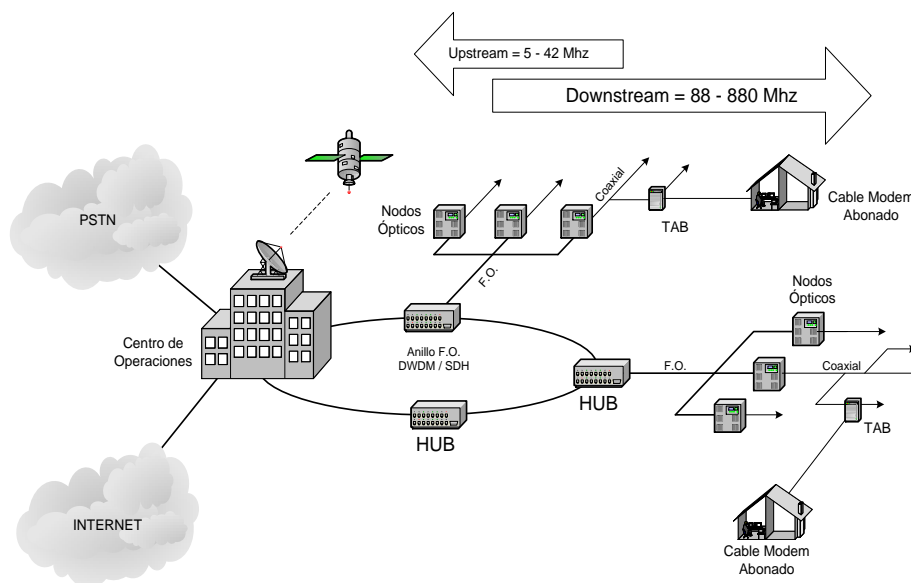 Upstream = 5 - 42 Mhz
Downstream = 88 - 880 Mhz
PSTN
Nodos
Ópticos
Coaxial
TAB
Cable Modem
Abonado
F.O.
Centro de
Operaciones
Anillo F.O.
DWDM / SDH
Nodos
Ópticos
F.O.
Coaxial
HUB
HUB
TAB
INTERNET
Cable Modem
Abonado